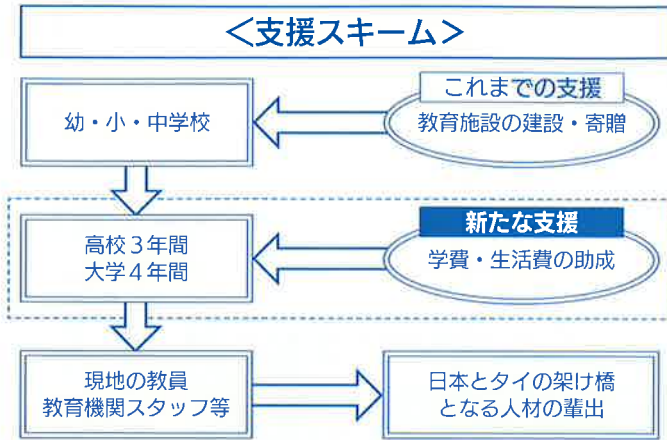 ＜支援スキーム＞
幼・小・中学校
これまでの支援
教育施設の建設・寄贈
高校３年間
大学４年間
新たな支援
学費・生活費の助成
現地の教員
教育機関スタッフ等
日本とタイの架け橋
となる人材の輩出